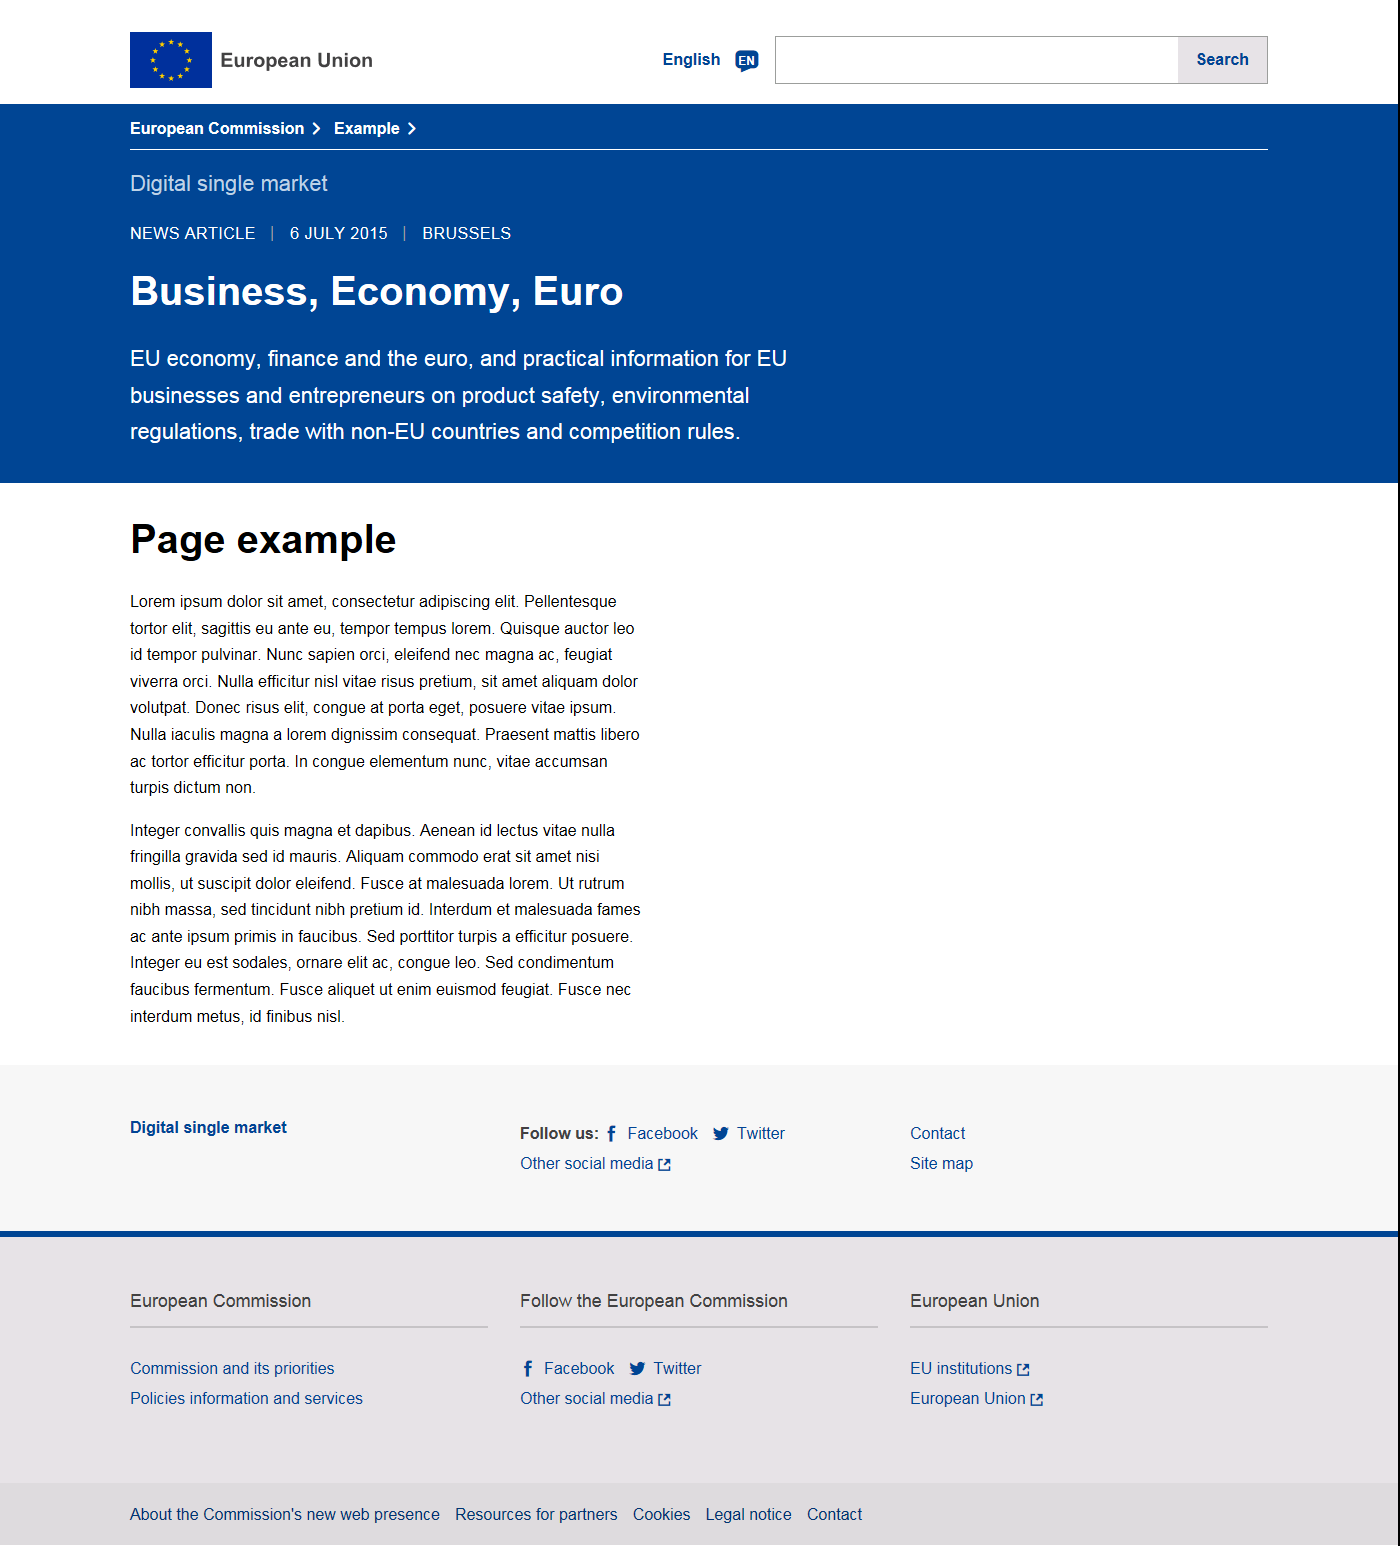 European Union
English EN Search
European Commission Example
Digital single market
NEWS ARTICLE | 6 JULY 2015 | BRUSSELS
Business, Economy, Euro
EU economy, finance and the euro, and practical information for EU
businesses and entrepreneurs on product safety, environmental
regulations, trade with non-EU countries and competition rules.
Page example
Lorem ipsum dolor sit amet, consectetur adipiscing elit. Pellentesque
tortor elit, sagittis eu ante eu, tempor tempus lorem. Quisque auctor leo
id tempor pulvinar. Nunc sapien orci, eleifend nec magna ac, feugiat
viverra orci. Nulla efficitur nisl vitae risus pretium, sit amet aliquam dolor
volutpat. Donec risus elit, congue at porta eget, posuere vitae ipsum.
Nulla iaculis magna a lorem dignissim consequat. Praesent mattis libero
ac tortor efficitur porta. In congue elementum nunc, vitae accumsan
turpis dictum non.
Integer convallis quis magna et dapibus. Aenean id lectus vitae nulla
fringilla gravida sed id mauris. Aliquam commodo erat sit amet nisi
mollis, ut suscipit dolor eleifend. Fusce at malesuada lorem. Ut rutrum
nibh massa, sed tincidunt nibh pretium id. Interdum et malesuada fames
ac ante ipsum primis in faucibus. Sed porttitor turpis a efficitur posuere.
Integer eu est sodales, ornare elit ac, congue leo. Sed condimentum
faucibus fermentum. Fusce aliquet ut enim euismod feugiat. Fusce nec
interdum metus, id finibus nisl.
Digital single market
Follow us: Facebook Twitter
Other social media
Contact
Site map
European Commission
Commission and its priorities
Policies information and services
Follow the European Commission
Facebook Twitter
Other social media
European Union
EU institutions
European Union
About the Commission's new web presence Resources for partners Cookies Legal notice Contact